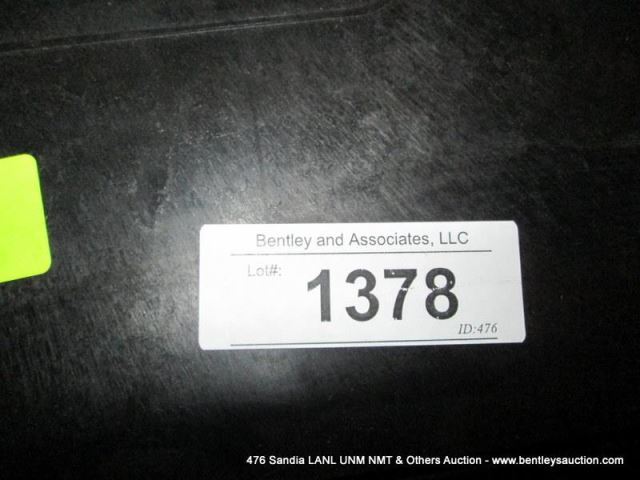 Bentley and Associates, LLC
Lot#:
1378
ID:476
476 Sandia LANL UNM NMT & Others Auction - www.bentleysauction.com